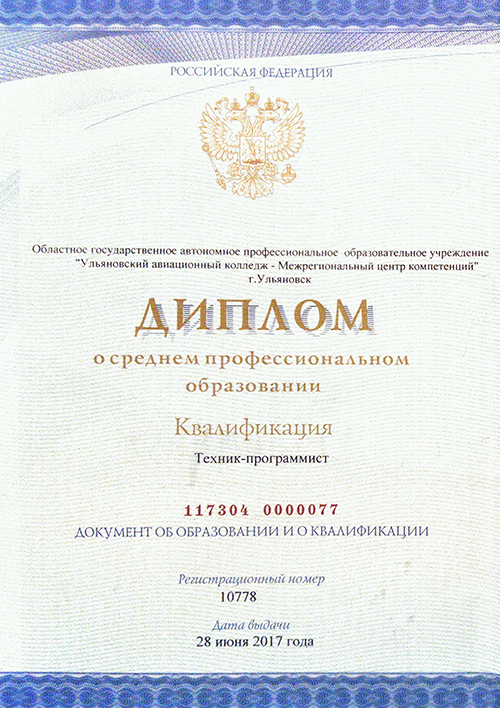 РОССИЙСКАЯ ФЕДЕРАЦИЯ
Областное государственное автономное профессиональное образовательное учреждение
"Ульяновский авиационный колледж - Межрегиональный центр компетенций"
г.Ульяновск
ДИПЛОМ
о среднем профессиональном
образовании
Квалификация
Техник-программист
117304 0000077
ДОКУМЕНТ ОБ ОБРАЗОВАНИИ И О КВАЛИФИКАЦИИ
Регистрационный номер
10778
Дата выдачи
28 июня 2017 года